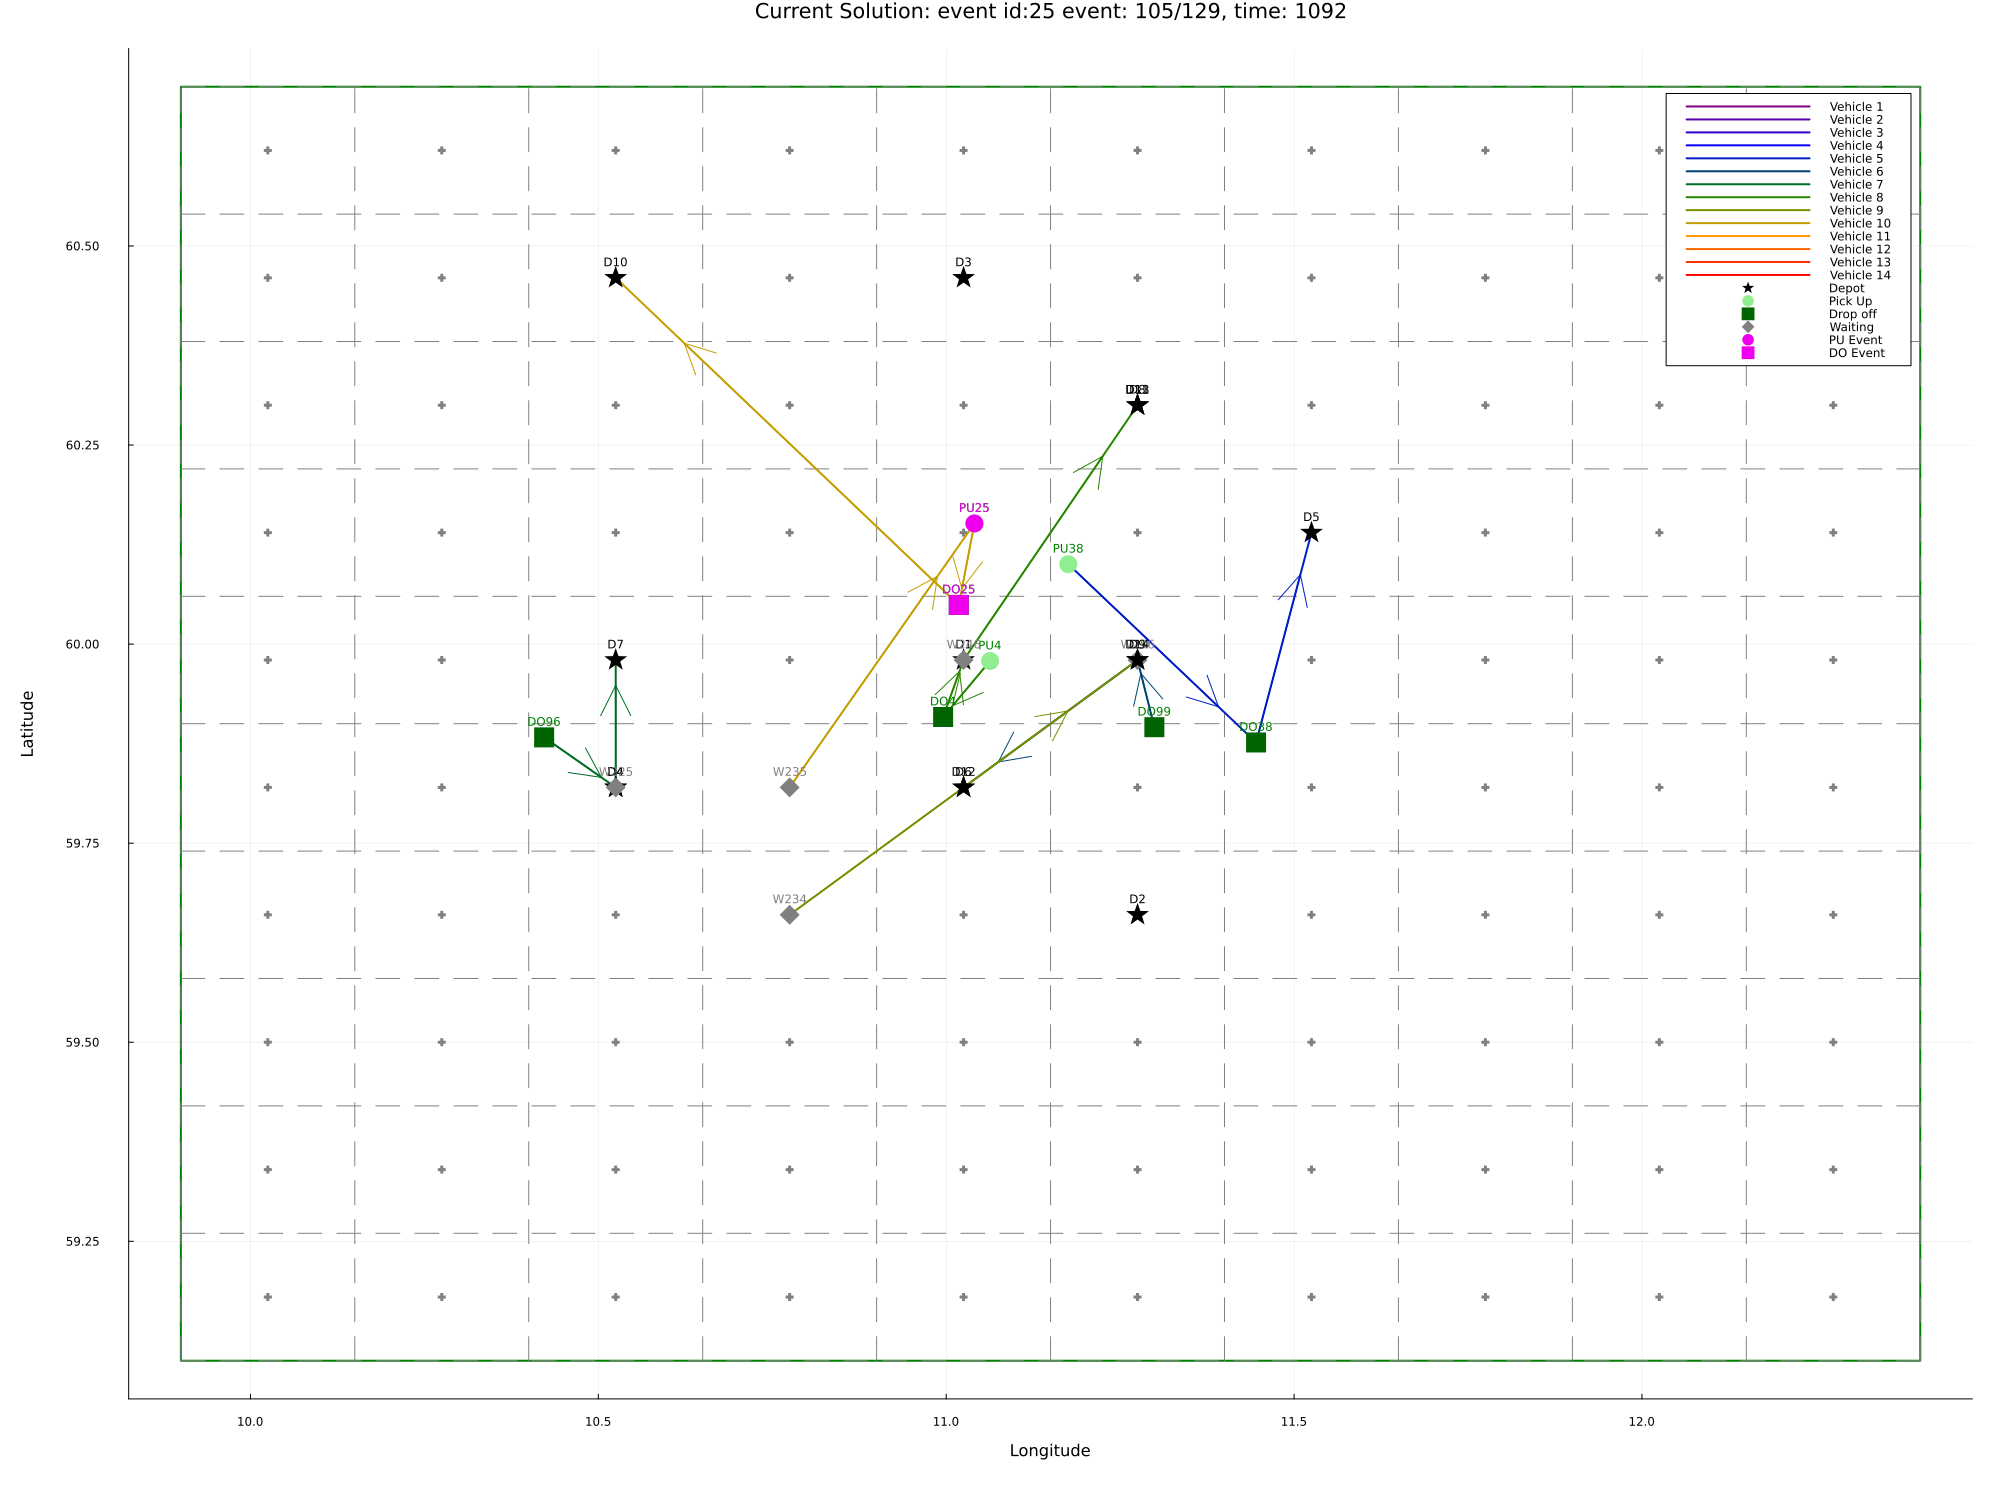 Current Solution: event id:25 event: 105/129, time: 1092
Vehicle 1
Vehicle 2
Vehicle 3
Vehicle 4
Vehicle 5
Vehicle 6
Vehicle 7
Vehicle 8
Vehicle 9
Vehicle 10
Vehicle 11
Vehicle 12
Vehicle 13
Vehicle 14
Depot
Pick Up
Drop off
Waiting
PU Event
DO Event
60.50
60.25
60.00
59.75
59.50
59.25
Latitude
D10
D3
PU25
D5
PU38
DO25
D7
D1
PU4
DO4
DO96
DO99
DO38
D4
W235
W234
D2
10.0
10.5
11.0
11.5
12.0
Longitude